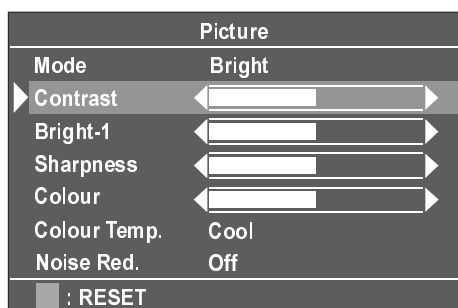 Picture
Mode Bright
Contrast
Bright-1
Sharpness
Colour
Colour Temp. Cool
Noise Red. Off
: RESET